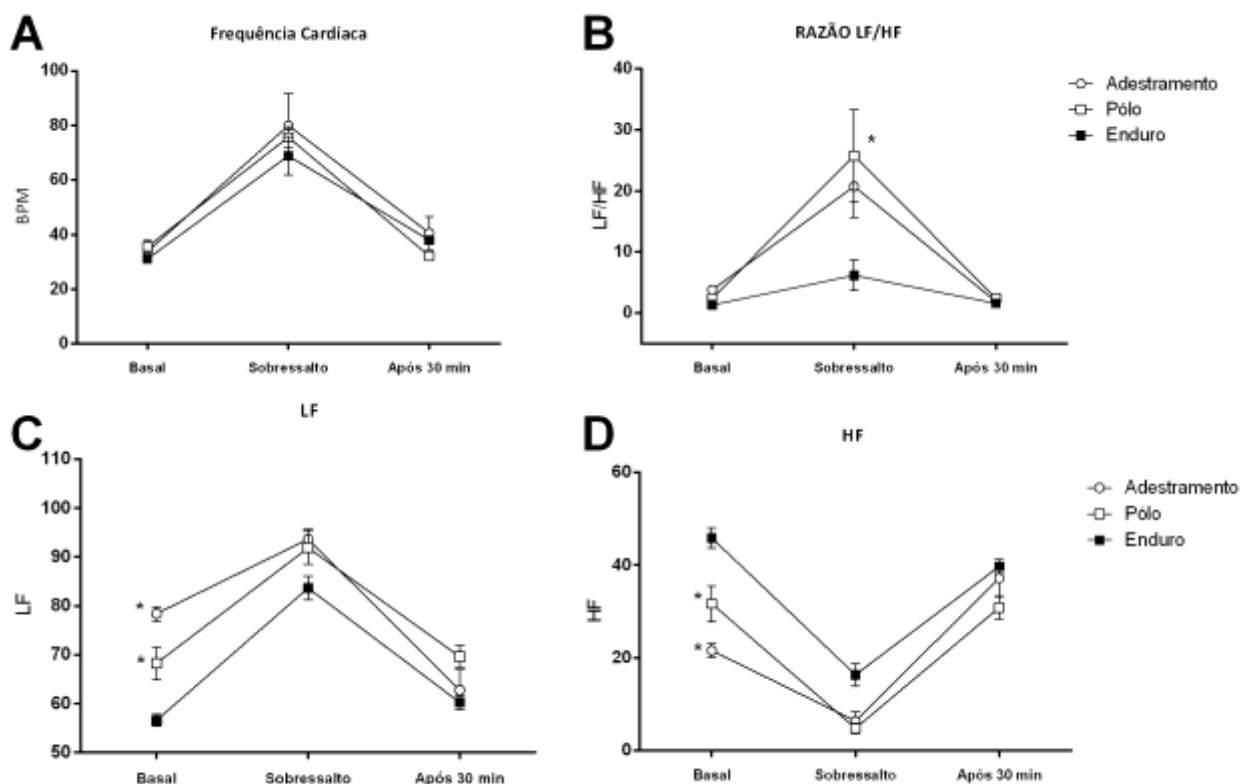 A
Frequência Cardíaca
100
80
60
40
20
0
BPM
Basal Sobressalto Após 30 min
B
RAZÃO LF/HF
40
30
20
10
0
LF/HF
Basal Sobressalto Após 30 min
*
Adestramento
Pólo
Enduro
C
LF
110
100
90
80
70
60
50
LF
*
*
Basal Sobressalto Após 30 min
D
HF
60
40
20
0
HF
*
*
Basal Sobressalto Após 30 min
Adestramento
Pólo
Enduro